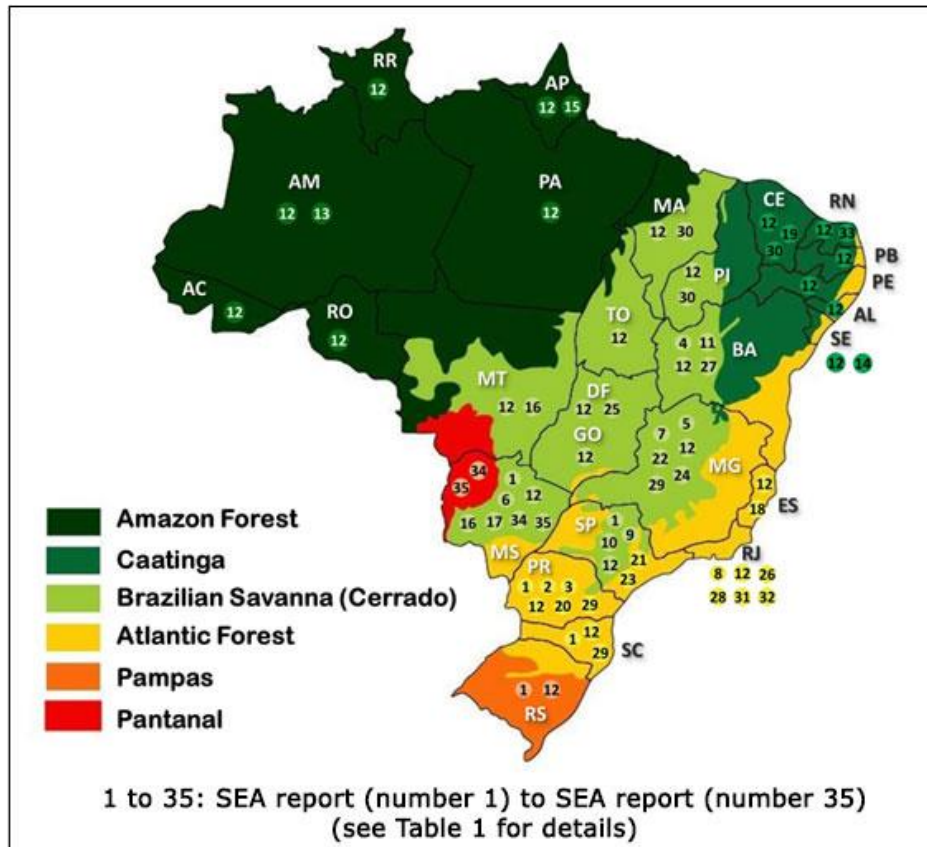 RR
12
AP
12 15
AM
12 13
PA
12
MA
12 30
CE
12
19
30
RN
12 33
PB
12
PE
12
AL
12
SE
12 14
AC
12
RO
12
PI
12
30
TO
12
BA
4 11
12 27
MT
12 16
DF
12 25
GO
12
MG
5
7
12
22
24
29
ES
12
18
34
35
1
6 12
16 17 34 35
MS
SP
1
9
10
12
21
23
RJ
8 12 26
28 31 32
PR
1 2 3
12 20 29
SC
1 12
29
1 12
RS
Amazon Forest
Caatinga
Brazilian Savanna (Cerrado)
Atlantic Forest
Pampas
Pantanal
1 to 35: SEA report (number 1) to SEA report (number 35)
(see Table 1 for details)